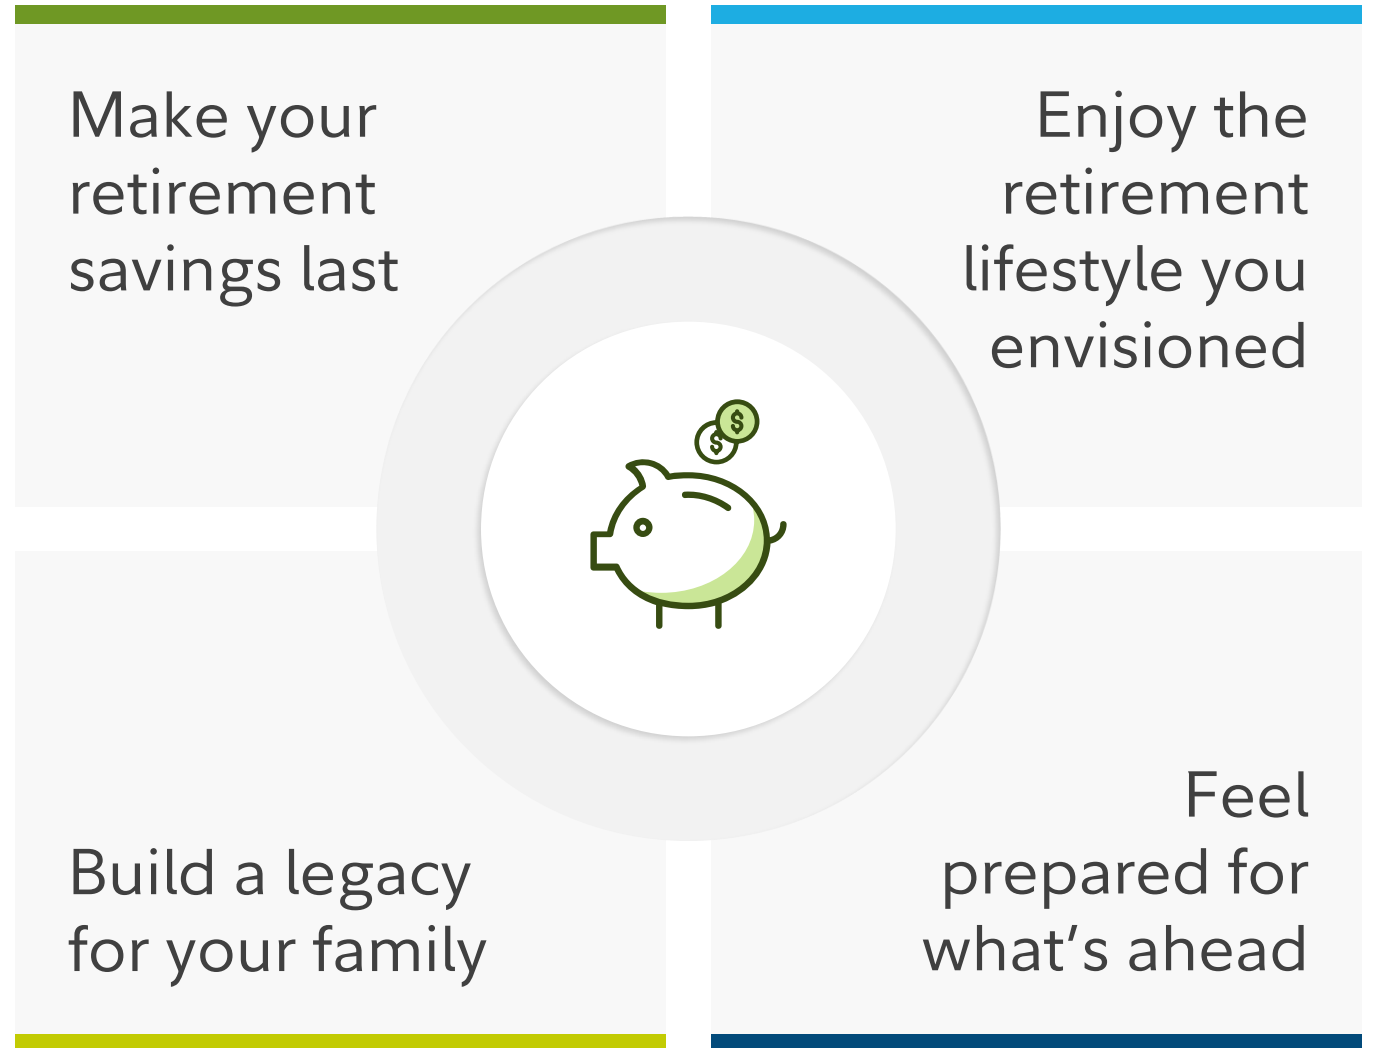 Make your
retirement
savings last
Enjoy the
retirement
lifestyle you
envisioned
$
$
Build a legacy
for your family
Feel
prepared for
what’s ahead